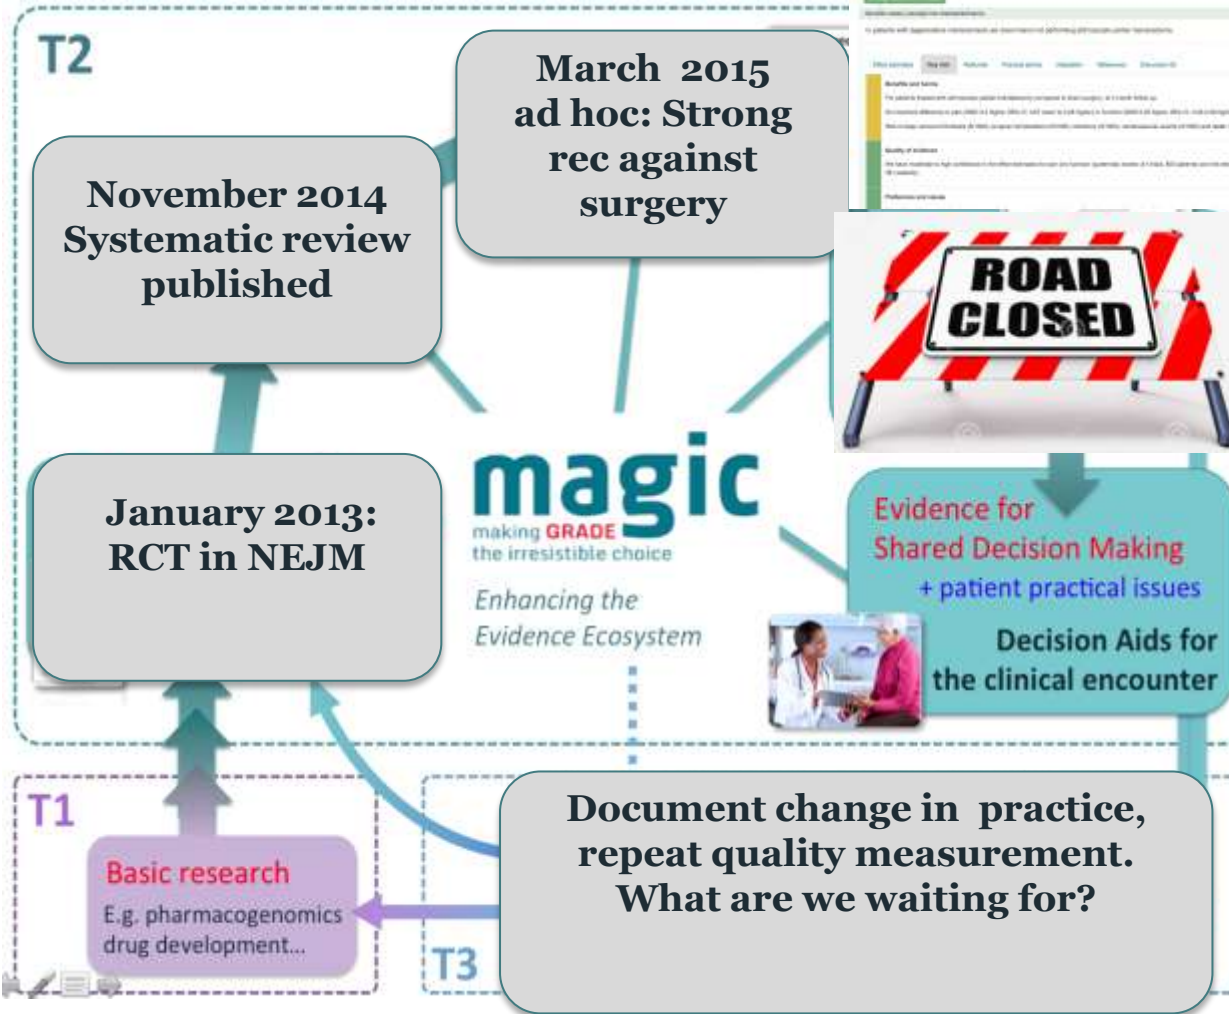 T2
March 2015
ad hoc: Strong
rec against
surgery
November 2014
Systematic review
published
ROAD
CLOSED
January 2013:
RCT in NEJM
magic
making GRADE
the irresistible choice
Enhancing the
Evidence Ecosystem
Evidence for
Shared Decision Making
+ patient practical issues
Decision Aids for
the clinical encounter
T1
Basic research
E.g. pharmacogenomics
drug development...
T3
Document change in practice,
repeat quality measurement.
What are we waiting for?